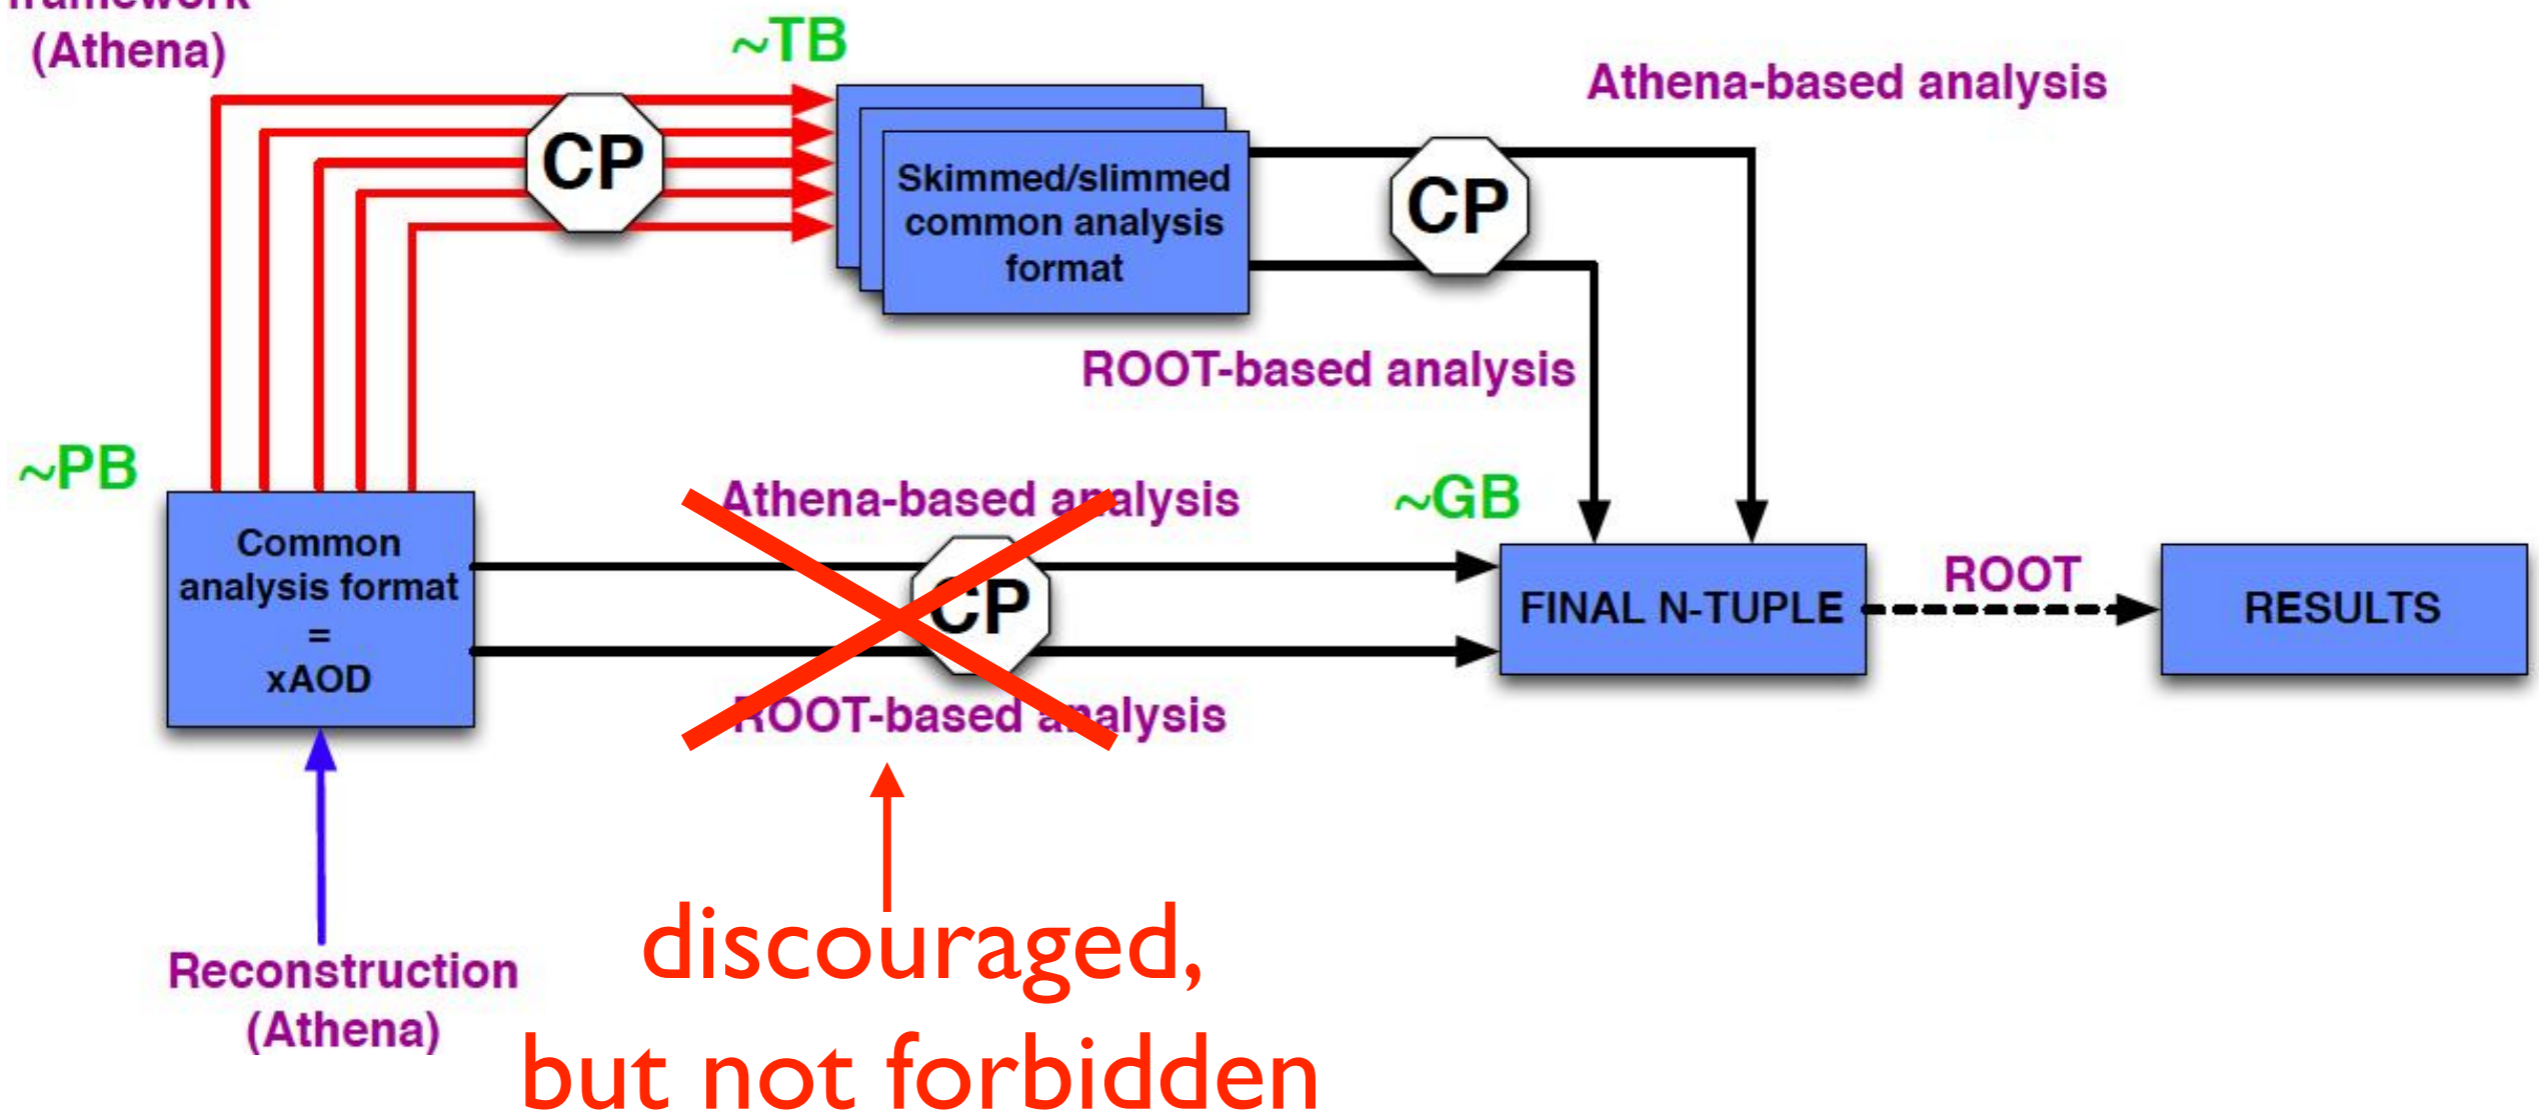 framework
(Athena)
~TB
Athena-based analysis
CP
CP
Skimmed/slimmed
common analysis
format
ROOT-based analysis
~PB
Athena-based analysis
~GB
Common
analysis format
=
xAOD
CP
FINAL N-TUPLE
ROOT
RESULTS
ROOT-based analysis
Reconstruction
(Athena)
discouraged,
but not forbidden